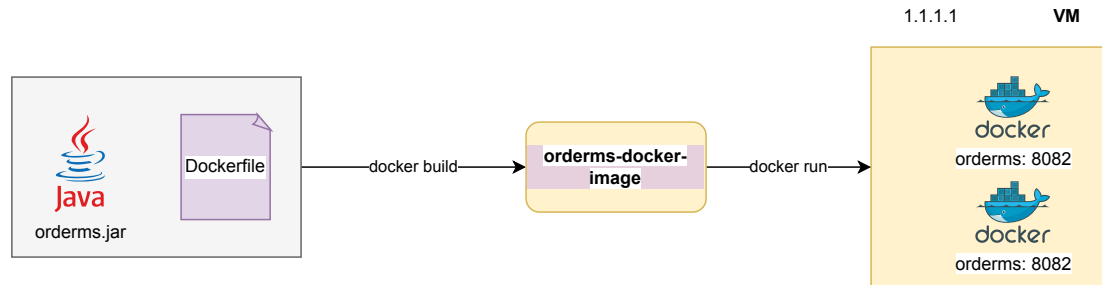 1.1.1.1 VM
Java
orderms.jar
Dockerfile
docker build
orderms-docker-
image
docker run
docker
orderms: 8082
docker
orderms: 8082